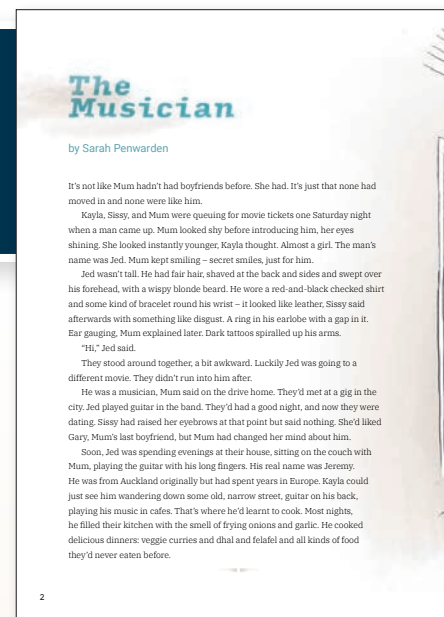 The
Musician
by Sarah Penwarden
It's not like Mum hadn't had boyfriends before. She had. It's just that none had
moved in and none were like him.
Kayla, Sissy, and Mum were queuing for movie tickets one Saturday night
when a man came up. Mum looked shy before introducing him, her eyes
shining. She looked instantly younger, Kayla thought. Almost a girl. The man's
name was Jed. Mum kept smiling – secret smiles, just for him.
Jed wasn't tall. He had fair hair, shaved at the back and sides and swept over
his forehead, with a wispy blonde beard. He wore a red-and-black checked shirt
and some kind of bracelet round his wrist – it looked like leather, Sissy said
afterwards with something like disgust. A ring in his earlobe with a gap in it.
Ear gauging, Mum explained later. Dark tattoos spiralled up his arms.
"Hi," Jed said.
They stood around together, a bit awkward. Luckily Jed was going to a
different movie. They didn't run into him after.
He was a musician, Mum said on the drive home. They'd met at a gig in the
city. Jed played guitar in the band. They'd had a good night, and now they were
dating. Sissy had raised her eyebrows at that point but said nothing. She'd liked
Gary, Mum's last boyfriend, but Mum had changed her mind about him.
Soon, Jed was spending evenings at their house, sitting on the couch with
Mum, playing the guitar with his long fingers. His real name was Jeremy.
He was from Auckland originally but had spent years in Europe. Kayla could
just see him wandering down some old, narrow street, guitar on his back,
playing his music in cafes. That's where he'd learnt to cook. Most nights,
he filled their kitchen with the smell of frying onions and garlic. He cooked
delicious dinners: veggie curries and dhal and felafel and all kinds of food
they'd never eaten before.
2